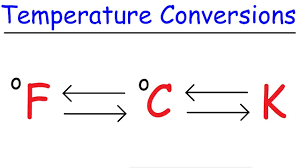 Temperature Conversions
°F ⇄ °C ⇄ K